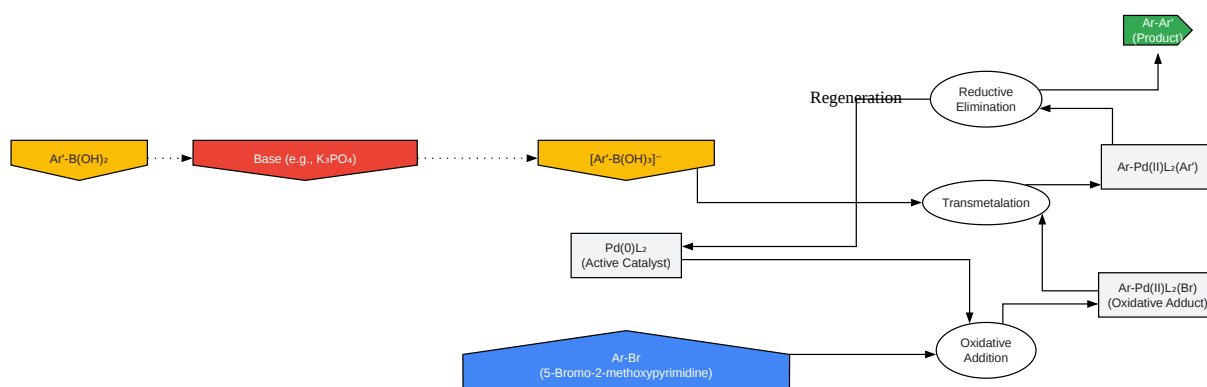 Ar-Ar'
(Product)
Reductive
Elimination
Regeneration
Ar'-B(OH)₂
Base (e.g., K₃PO₄)
[Ar'-B(OH)₃]⁻
Ar-Pd(II)L₂(Ar')
Transmetalation
Pd(0)L₂
(Active Catalyst)
Ar-Pd(II)L₂(Br)
(Oxidative Adduct)
Oxidative
Addition
Ar-Br
(5-Bromo-2-methoxypyrimidine)